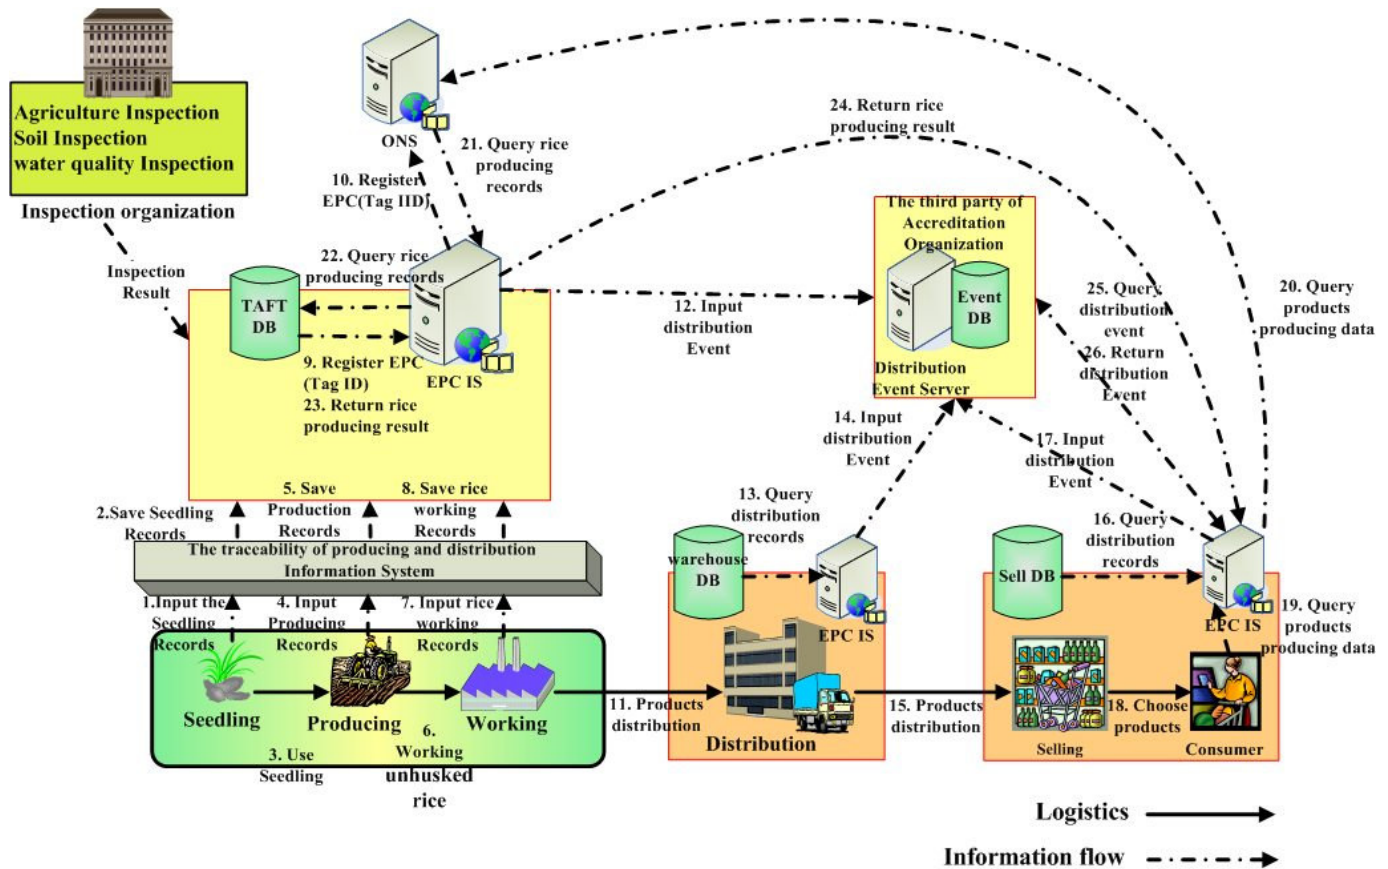 Agriculture Inspection
Soil Inspection
water quality Inspection
Inspection organization
Inspection
Result
ONS
10. Register
EPC(Tag IID)
21. Query rice
producing
records
24. Return rice
producing result
The third party of
Accreditation
Organization
Event
DB
Distribution
Event Server
22. Query rice
producing records
TAFT
DB
EPC IS
9. Register EPC
(Tag ID)
23. Return rice
producing result
12. Input
distribution
Event
25. Query
distribution
event
26. Return
distribution
Event
20. Query
products
producing data
14. Input
distribution
Event
17. Input
distribution
Event
2.Save Seedling
Records
5. Save
Production
Records
8. Save rice
working
Records
The traceability of producing and distribution
Information System
1.Input the
Seedling
Records
4. Input
Producing
Records
7. Input rice
working
Records
13. Query
distribution
records
warehouse
DB
EPC IS
16. Query
distribution
records
Sell DB
EPC IS
19. Query
products
producing data
Seedling
Producing
Working
3. Use
Seedling
6.
Working
unhusked
rice
11. Products
distribution
Distribution
15. Products
distribution
Selling
18. Choose
products
Consumer
Logistics
Information flow